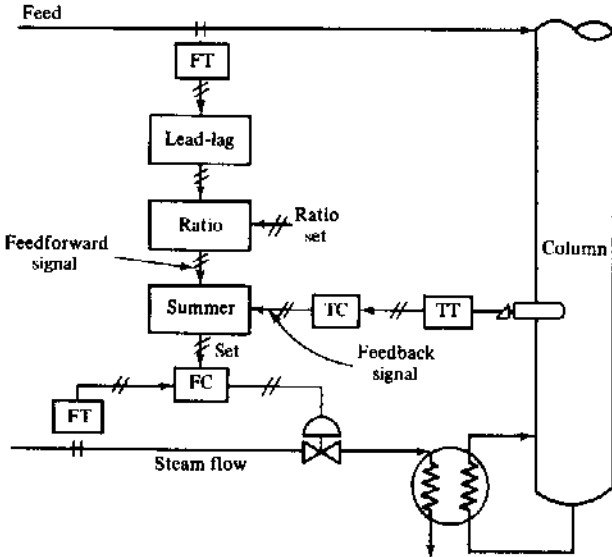 Feed
FT
Lead-lag
Ratio
Ratio
set
Feedforward
signal
Column
Summer
TC
TT
Set
Feedback
signal
FC
FT
Steam flow